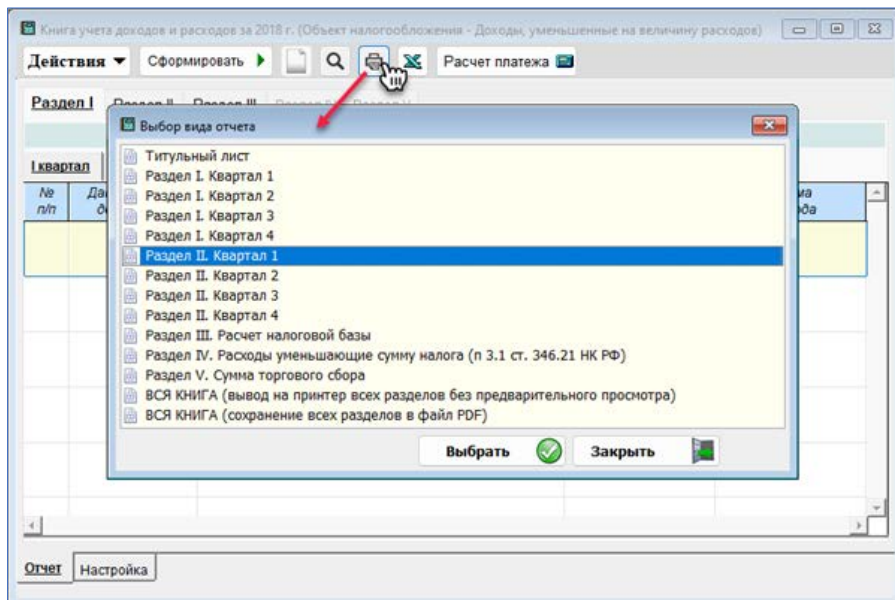 Книга учета доходов и расходов за 2018 г. (Объект налогообложения - Доходы, уменьшенные на величину расходов)
Действия Сформировать Расчет платежа
Раздел I Раздел II Раздел III
Выбор вида отчета
I квартал
Титульный лист
Раздел I. Квартал 1
№ п/п
Раздел I. Квартал 2
Раздел I. Квартал 3
Раздел I. Квартал 4
Раздел II. Квартал 1
Раздел II. Квартал 2
Раздел II. Квартал 3
Раздел II. Квартал 4
Раздел III. Расчет налоговой базы
Раздел IV. Расходы уменьшающие сумму налога (п 3.1 ст. 346.21 НК РФ)
Раздел V. Сумма торгового сбора
ВСЯ КНИГА (вывод на принтер всех разделов без предварительного просмотра)
ВСЯ КНИГА (сохранение всех разделов в файл PDF)
Выбрать Закрыть
Отчет Настройка